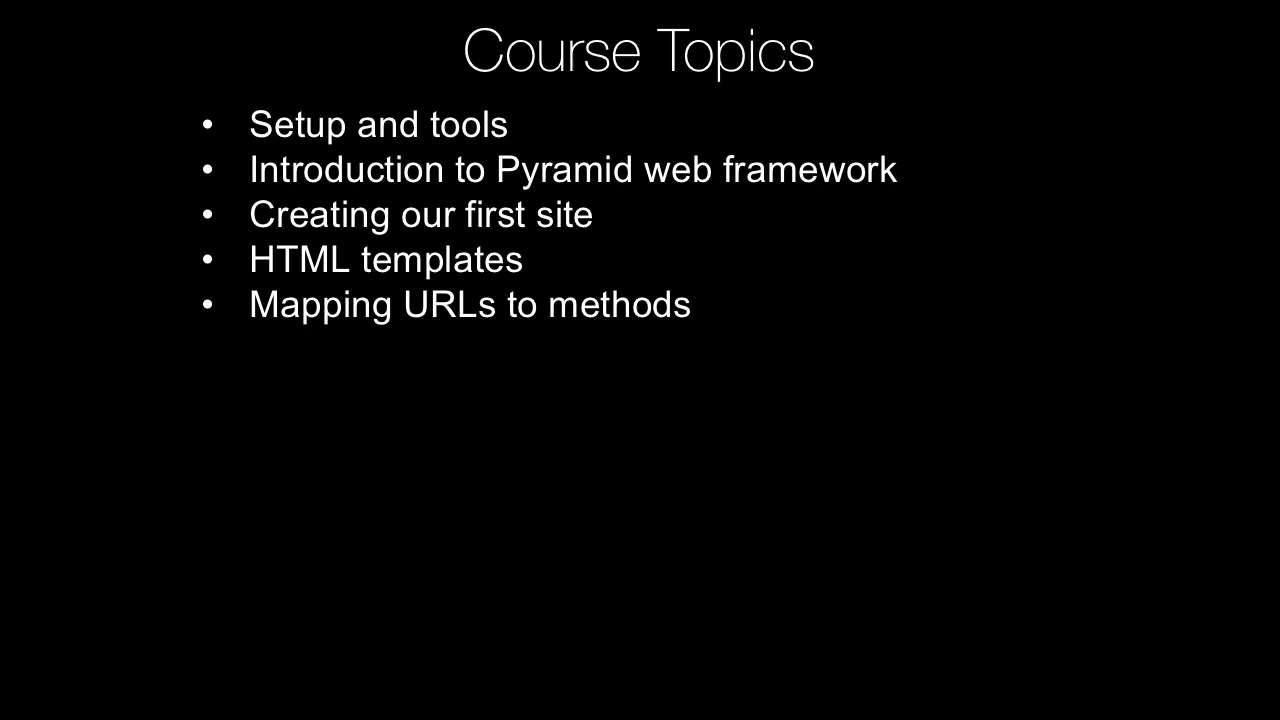 Course Topics
• Setup and tools
• Introduction to Pyramid web framework
• Creating our first site
• HTML templates
• Mapping URLs to methods